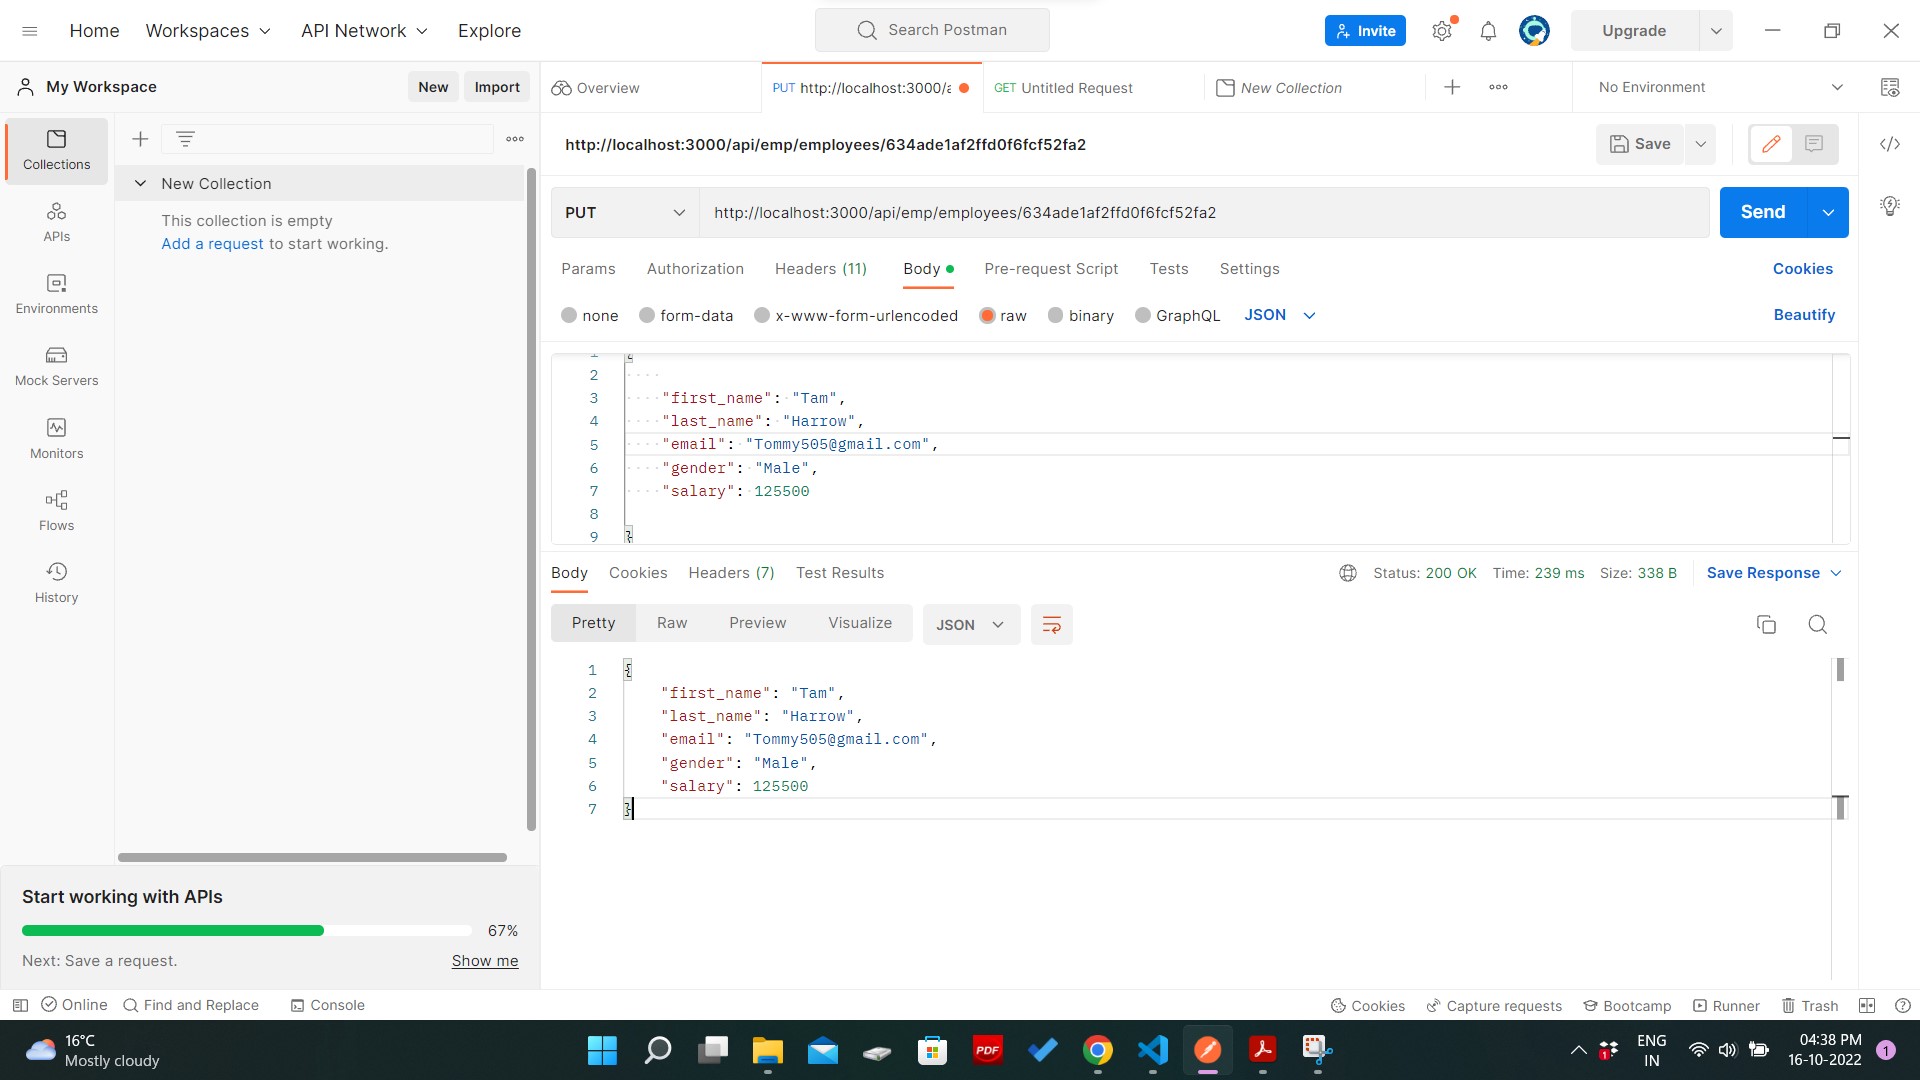 Home Workspaces API Network Explore Search Postman Invite Upgrade
My Workspace New Import Overview PUT http://localhost:3000/a GET Untitled Request New Collection No Environment
Collections
APIs
Environments
Mock Servers
Monitors
Flows
History
New Collection
This collection is empty
Add a request to start working.
Start working with APIs
67%
Next: Save a request. Show me
http://localhost:3000/api/emp/employees/634ade1af2ffd0f6fcf52fa2 Save
PUT http://localhost:3000/api/emp/employees/634ade1af2ffd0f6fcf52fa2 Send
Params Authorization Headers (11) Body Pre-request Script Tests Settings Cookies
none form-data x-www-form-urlencoded raw binary GraphQL JSON Beautify
1 {
2
3 "first_name": "Tam",
4 "last_name": "Harrow",
5 "email": "Tommy505@gmail.com",
6 "gender": "Male",
7 "salary": 125500
8
9 }
Body Cookies Headers (7) Test Results Status: 200 OK Time: 239 ms Size: 338 B Save Response
Pretty Raw Preview Visualize JSON
1 {
2 "first_name": "Tam",
3 "last_name": "Harrow",
4 "email": "Tommy505@gmail.com",
5 "gender": "Male",
6 "salary": 125500
7 }
Online Find and Replace Console Cookies Capture requests Bootcamp Runner Trash
16°C
Mostly cloudy
PDF
1
ENG
IN
04:38 PM
16-10-2022
1